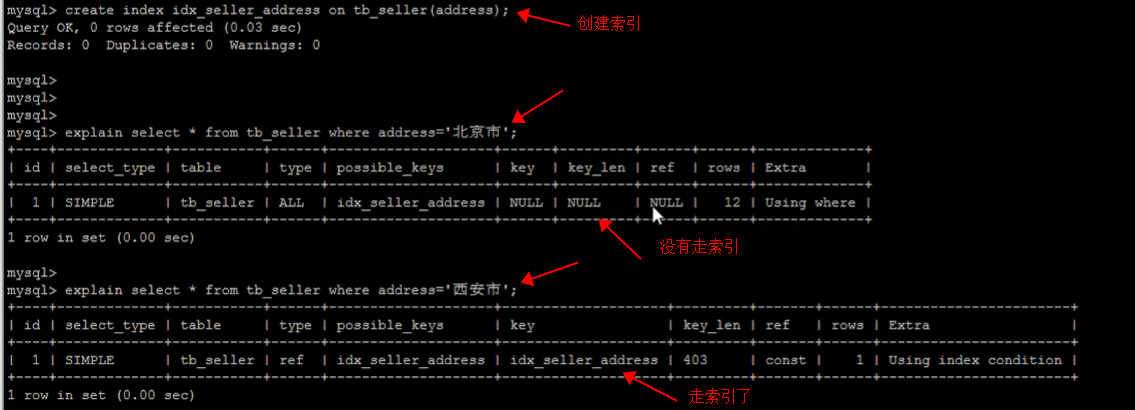 mysql> create index idx_seller_address on tb_seller(address);
创建索引
Query OK, 0 rows affected (0.03 sec)
Records: 0  Duplicates: 0  Warnings: 0
mysql>
mysql>
mysql>
mysql> explain select * from tb_seller where address='北京市';
+----+-------------+-----------+------+--------------------+------+---------+------+------+-------------+
| id | select_type | table     | type | possible_keys      | key  | key_len | ref  | rows | Extra       |
+----+-------------+-----------+------+--------------------+------+---------+------+------+-------------+
|  1 | SIMPLE      | tb_seller | ALL  | idx_seller_address | NULL | NULL    | NULL |   12 | Using where |
+----+-------------+-----------+------+--------------------+------+---------+------+------+-------------+
1 row in set (0.00 sec)
没有走索引
mysql>
mysql> explain select * from tb_seller where address='西安市';
+----+-------------+-----------+------+--------------------+--------------------+---------+-------+------+-----------------------+
| id | select_type | table     | type | possible_keys      | key                | key_len | ref   | rows | Extra                 |
+----+-------------+-----------+------+--------------------+--------------------+---------+-------+------+-----------------------+
|  1 | SIMPLE      | tb_seller | ref  | idx_seller_address | idx_seller_address | 403     | const |    1 | Using index condition |
+----+-------------+-----------+------+--------------------+--------------------+---------+-------+------+-----------------------+
1 row in set (0.00 sec)
走索引了